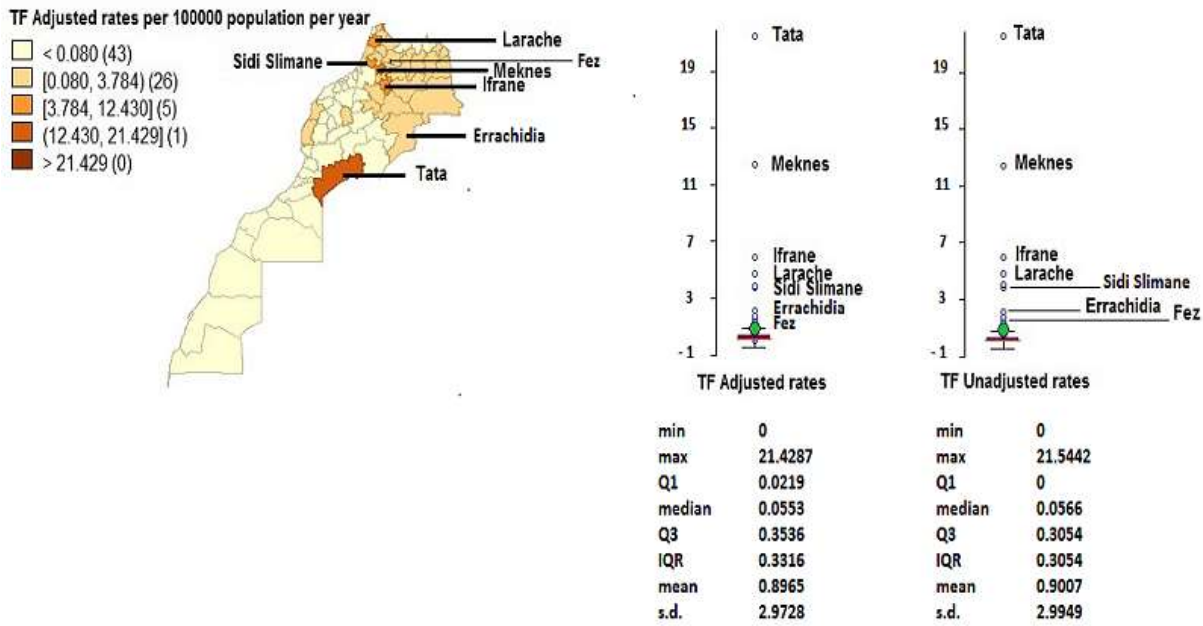 TF Adjusted rates per 100000 population per year
< 0.080 (43)
[0.080, 3.784) (26)
[3.784, 12.430] (5)
(12.430, 21.429] (1)
> 21.429 (0)
Larache
Sidi Slimane
Fez
Meknes
Ifrane
Errachidia
Tata
19
15
11
7
3
-1
Tata
Meknes
Ifrane
Larache
Sidi Slimane
Errachidia
Fez
TF Adjusted rates
min 0
max 21.4287
Q1 0.0219
median 0.0553
Q3 0.3536
IQR 0.3316
mean 0.8965
s.d. 2.9728
19
15
11
7
3
-1
Tata
Meknes
Ifrane
Larache
Sidi Slimane
Errachidia
Fez
TF Unadjusted rates
min 0
max 21.5442
Q1 0
median 0.0566
Q3 0.3054
IQR 0.3054
mean 0.9007
s.d. 2.9949